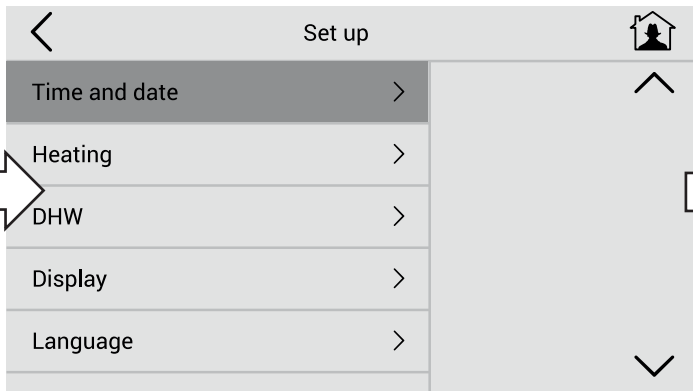 Set up
Time and date
Heating
DHW
Display
Language